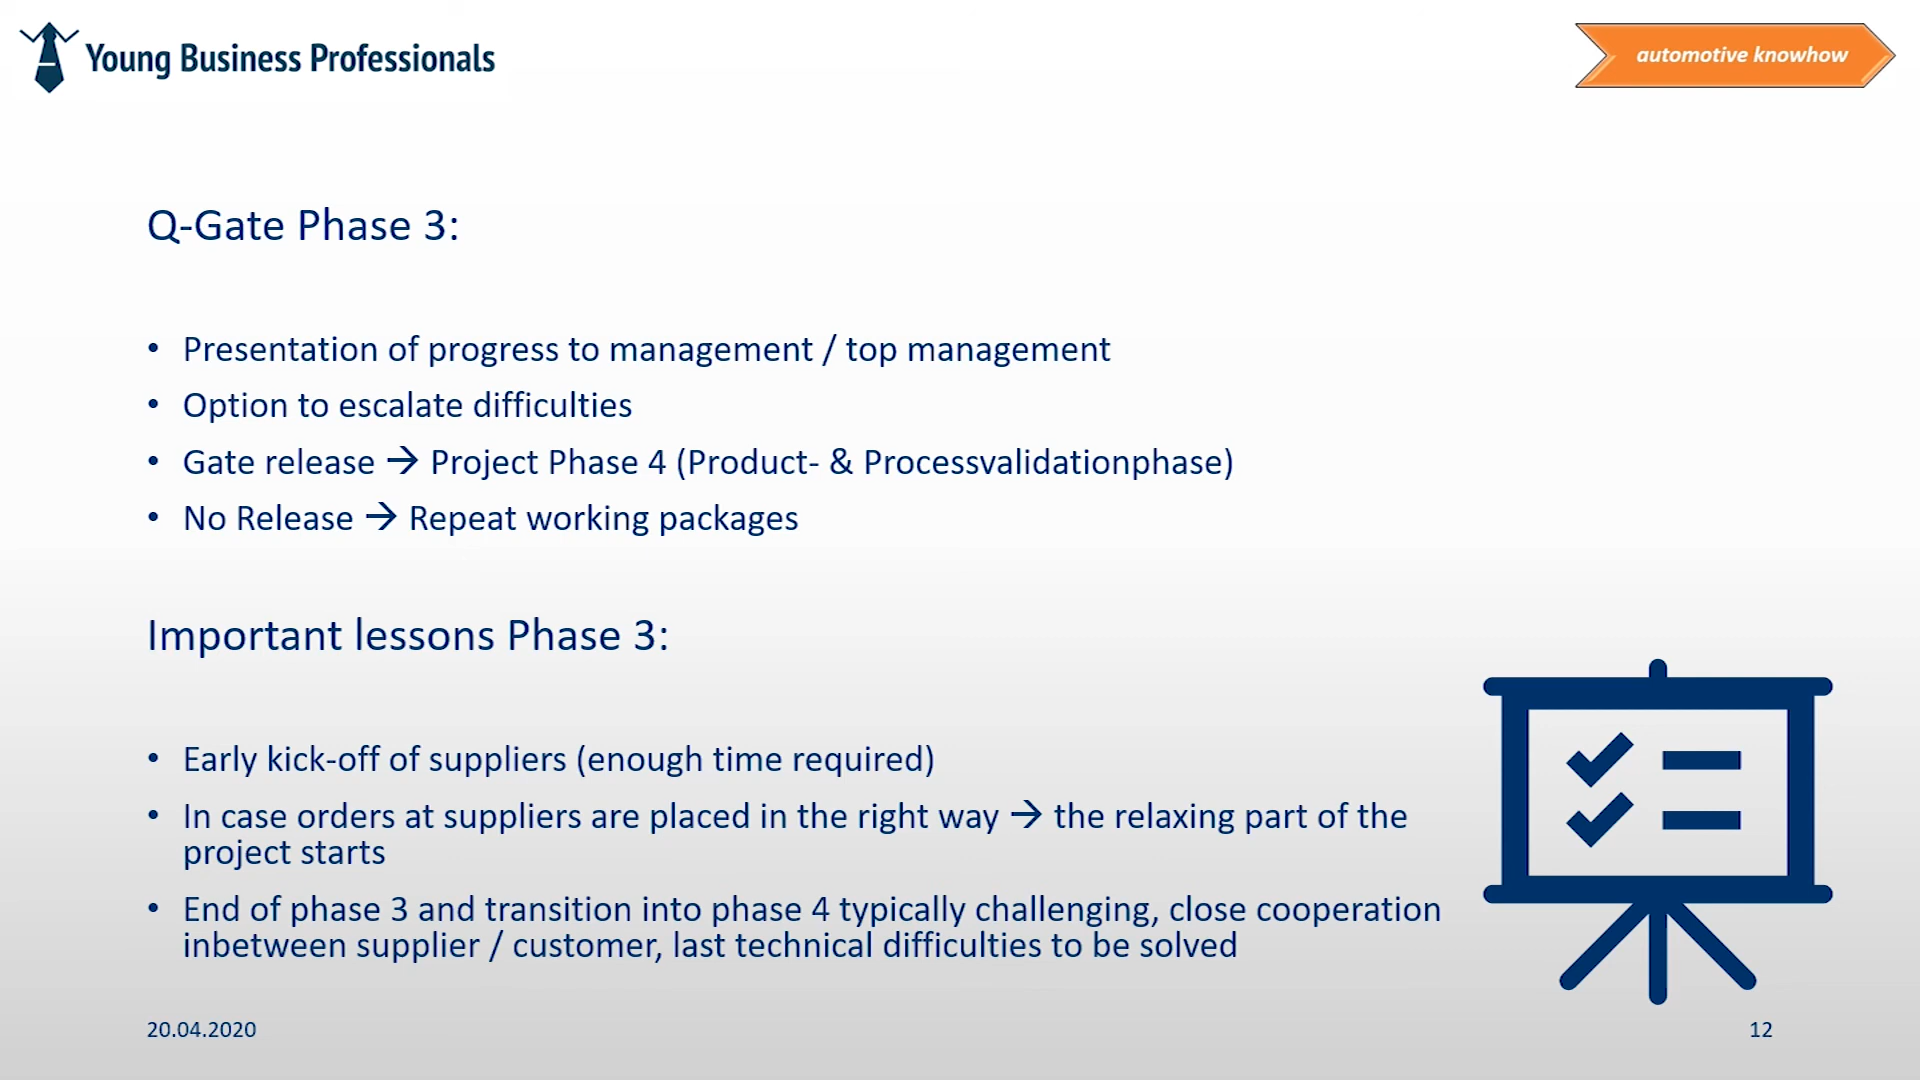 Young Business Professionals
automotive knowhow
Q-Gate Phase 3:
• Presentation of progress to management / top management
• Option to escalate difficulties
• Gate release → Project Phase 4 (Product- & Processvalidationphase)
• No Release → Repeat working packages
Important lessons Phase 3:
• Early kick-off of suppliers (enough time required)
• In case orders at suppliers are placed in the right way → the relaxing part of the
project starts
• End of phase 3 and transition into phase 4 typically challenging, close cooperation
inbetween supplier / customer, last technical difficulties to be solved
20.04.2020
12